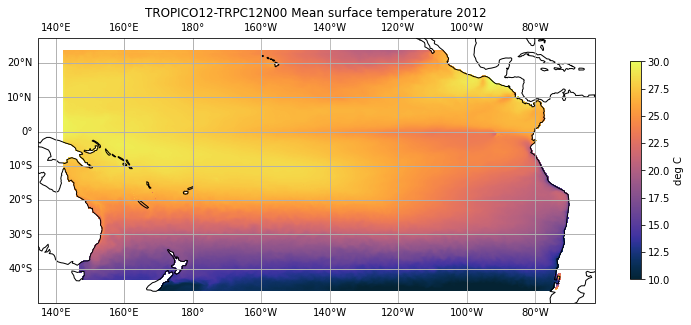 TROPICO12-TRPC12N00 Mean surface temperature 2012
140°E 160°E 180° 160°W 140°W 120°W 100°W 80°W
20°N
10°N
0°
10°S
20°S
30°S
40°S
140°E 160°E 180° 160°W 140°W 120°W 100°W 80°W
30.0
27.5
25.0
22.5
20.0
17.5
15.0
12.5
10.0
deg C